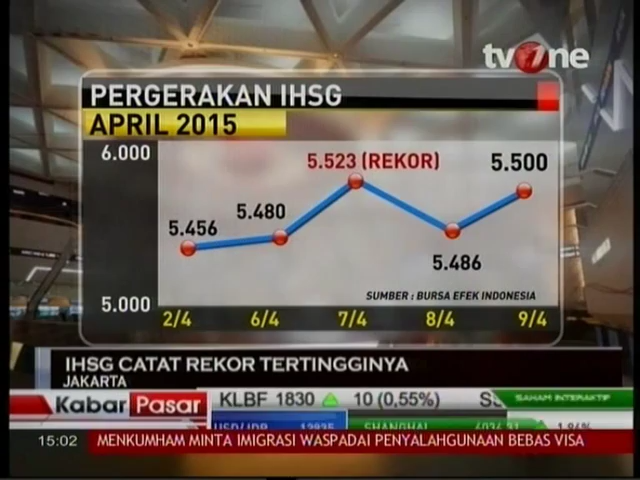 tvOne
PERGERAKAN IHSG
APRIL 2015
6.000
5.456
5.480
5.523 (REKOR)
5.486
5.500
5.000
SUMBER : BURSA EFEK INDONESIA
2/4 6/4 7/4 8/4 9/4
IHSG CATAT REKOR TERTINGGINYA
JAKARTA
Kabar Pasar
KLBF 1830 10 (0,55%)
SAHAM INTERAKTIF
USD/IDR
SHANGHAI
15:02 MENKUMHAM MINTA IMIGRASI WASPADAI PENYALAHGUNAAN BEBAS VISA